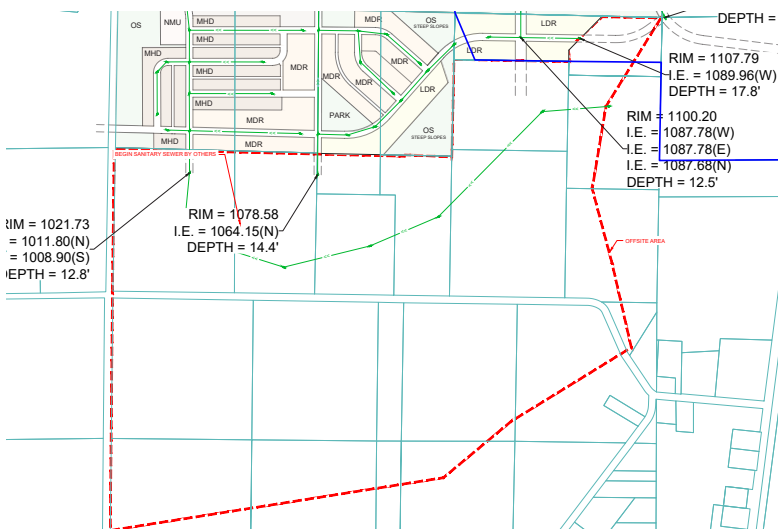 OS
NMU
MHD
MHD
MHD
MHD
MHD
MHD
MDR
MDR
MDR
MDR
MDR
MDR
MDR
OS
STEEP SLOPES
LDR
LDR
LDR
PARK
OS
STEEP SLOPES
DEPTH =
RIM = 1107.79
I.E. = 1089.96(W)
DEPTH = 17.8'
RIM = 1100.20
I.E. = 1087.78(W)
I.E. = 1087.78(E)
I.E. = 1087.68(N)
DEPTH = 12.5'
BEGIN SANITARY SEWER BY OTHERS
RIM = 1021.73
= 1011.80(N)
= 1008.90(S)
DEPTH = 12.8'
RIM = 1078.58
I.E. = 1064.15(N)
DEPTH = 14.4'
OFFSITE AREA